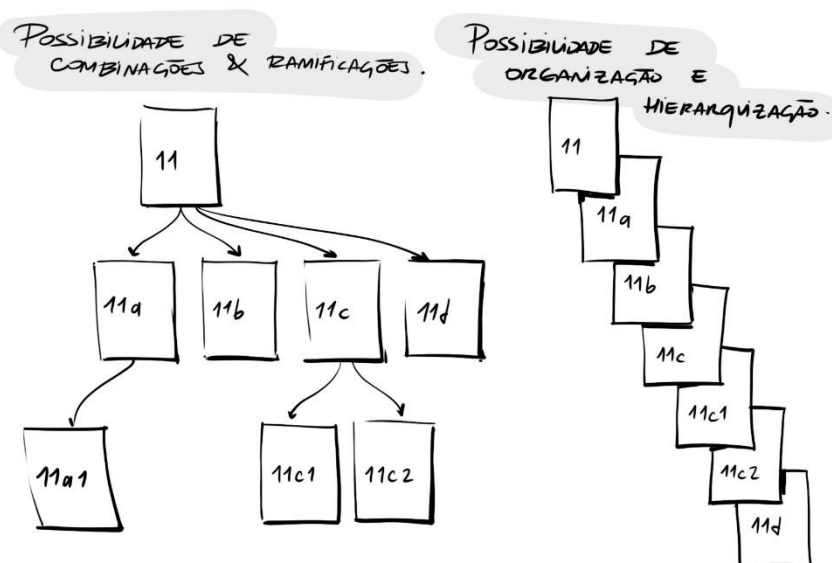 POSSIBILIDADE DE
COMBINAÇÕES & RAMIFICAÇÕES.
11
11a 11b 11c 11d
11a1 11c1 11c2
POSSIBILIDADE DE
ORGANIZAÇÃO E
HIERARQUIZAÇÃO.
11
11a
11b
11c
11c1
11c2
11d